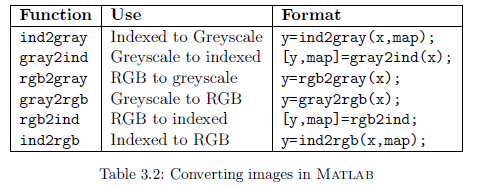 Function Use Format
ind2gray Indexed to Greyscale y=ind2gray(x,map);
gray2ind Greyscale to indexed [y,map]=gray2ind(x);
rgb2gray RGB to greyscale y=rgb2gray(x);
gray2rgb Greyscale to RGB y=gray2rgb(x);
rgb2ind RGB to indexed [y,map]=rgb2ind;
ind2rgb Indexed to RGB y=ind2rgb(x,map);
Table 3.2: Converting images in MATLAB